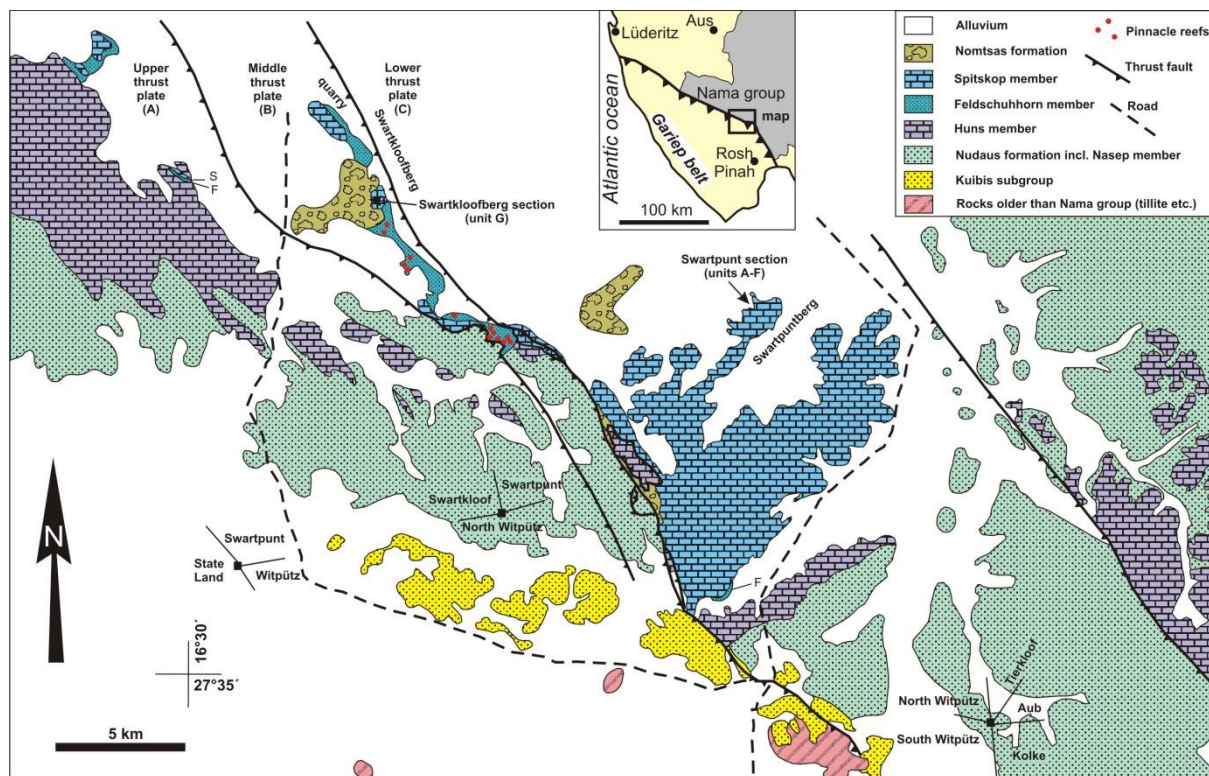 Upper
thrust
plate
(A)
Middle
thrust
plate
(B)
Lower
thrust
plate
(C)
quarry
Swartkloofberg
Swartkloofberg section
(unit G)
S
F
Lüderitz
Aus
Nama group
map
Atlantic ocean
Gariep belt
Rosh
Pinah
100 km
Alluvium
Nomtsas formation
Spitskop member
Feldschuhhorn member
Huns member
Nudaus formation incl. Nasep member
Kuibis subgroup
Rocks older than Nama group (tillite etc.)
Pinnacle reefs
Thrust fault
Road
Swartpunt section
(units A-F)
Swartpuntberg
Swartkloof
Swartpunt
North Witpütz
Swartpunt
State
Land
Witpütz
F
N
16°30´
27°35´
5 km
North Witpütz
Tierkloof
Aub
South Witpütz
Kolke